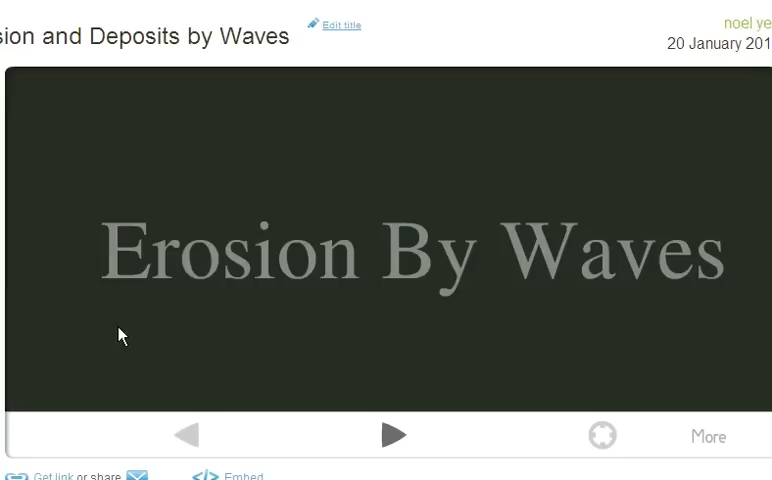 sion and Deposits by Waves
Edit title
noel ye
20 January 201
Erosion By Waves
More
Get link or share
Embed